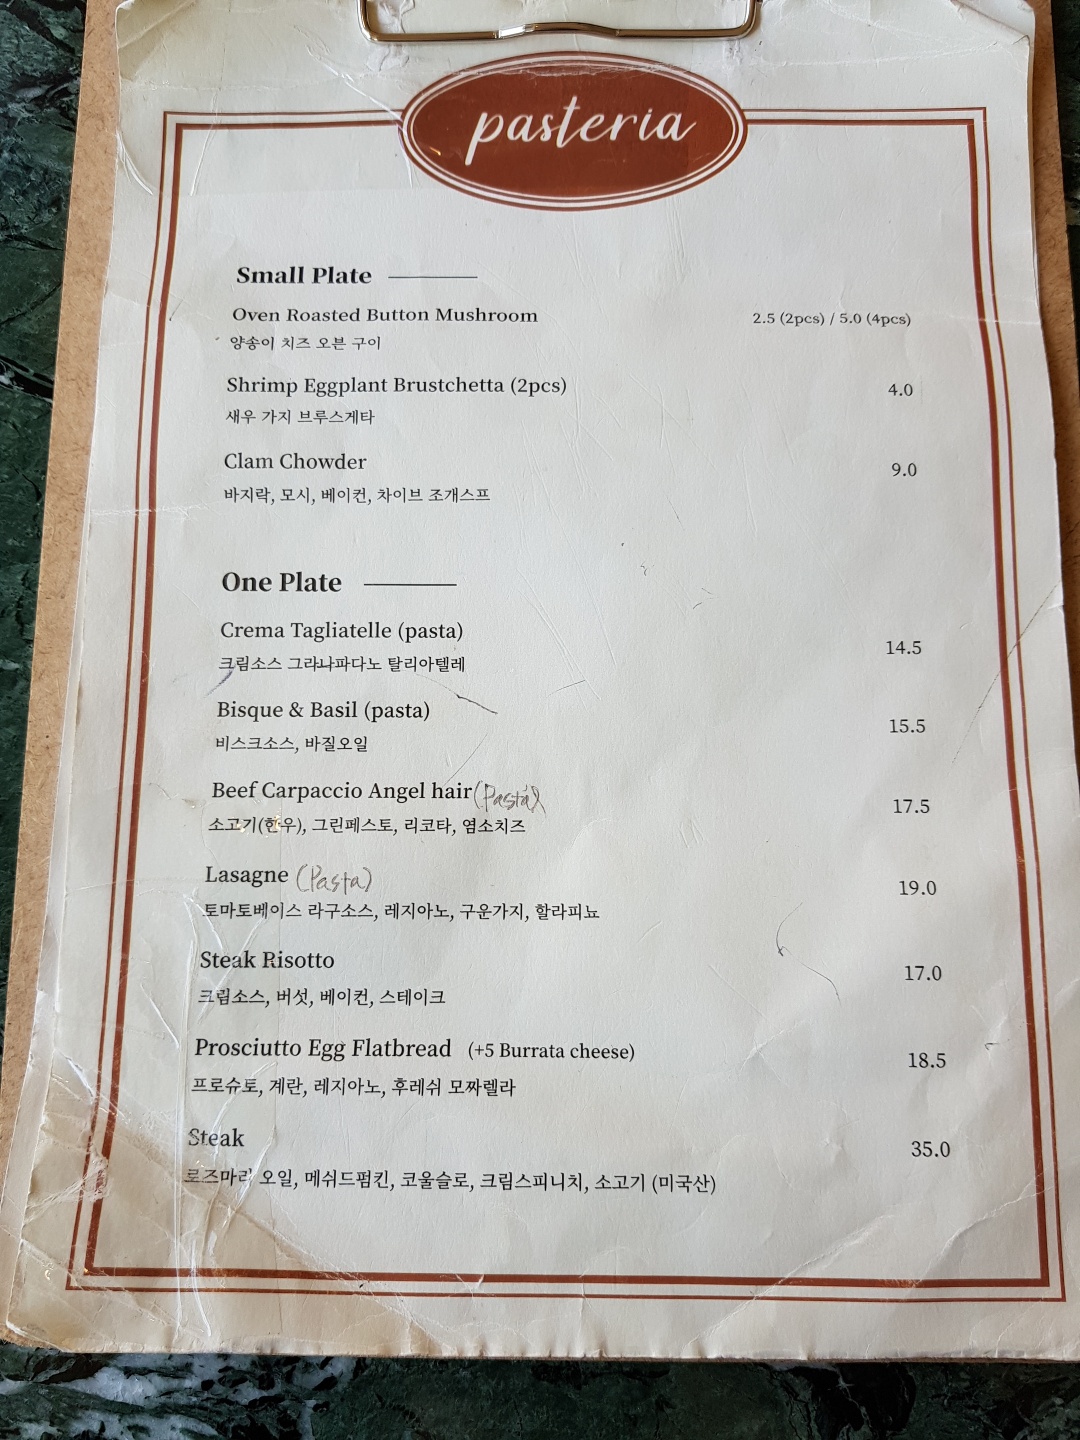 pasteria
Small Plate
Oven Roasted Button Mushroom 2.5 (2pcs) / 5.0 (4pcs)
양송이 치즈 오븐 구이
Shrimp Eggplant Brustchetta (2pcs) 4.0
새우 가지 브루스게타
Clam Chowder 9.0
바지락, 모시, 베이컨, 차이브 조개스프
One Plate
Crema Tagliatelle (pasta) 14.5
크림소스 그라나파다노 탈리아텔레
Bisque & Basil (pasta) 15.5
비스크소스, 바질오일
Beef Carpaccio Angel hair (Pasta) 17.5
소고기(한우), 그린페스토, 리코타, 염소치즈
Lasagne (Pasta) 19.0
토마토베이스 라구소스, 레지아노, 구운가지, 할라피뇨
Steak Risotto 17.0
크림소스, 버섯, 베이컨, 스테이크
Prosciutto Egg Flatbread (+5 Burrata cheese) 18.5
프로슈토, 계란, 레지아노, 후레쉬 모짜렐라
Steak 35.0
로즈마리 오일, 메쉬드펌킨, 코울슬로, 크림스피니치, 소고기 (미국산)